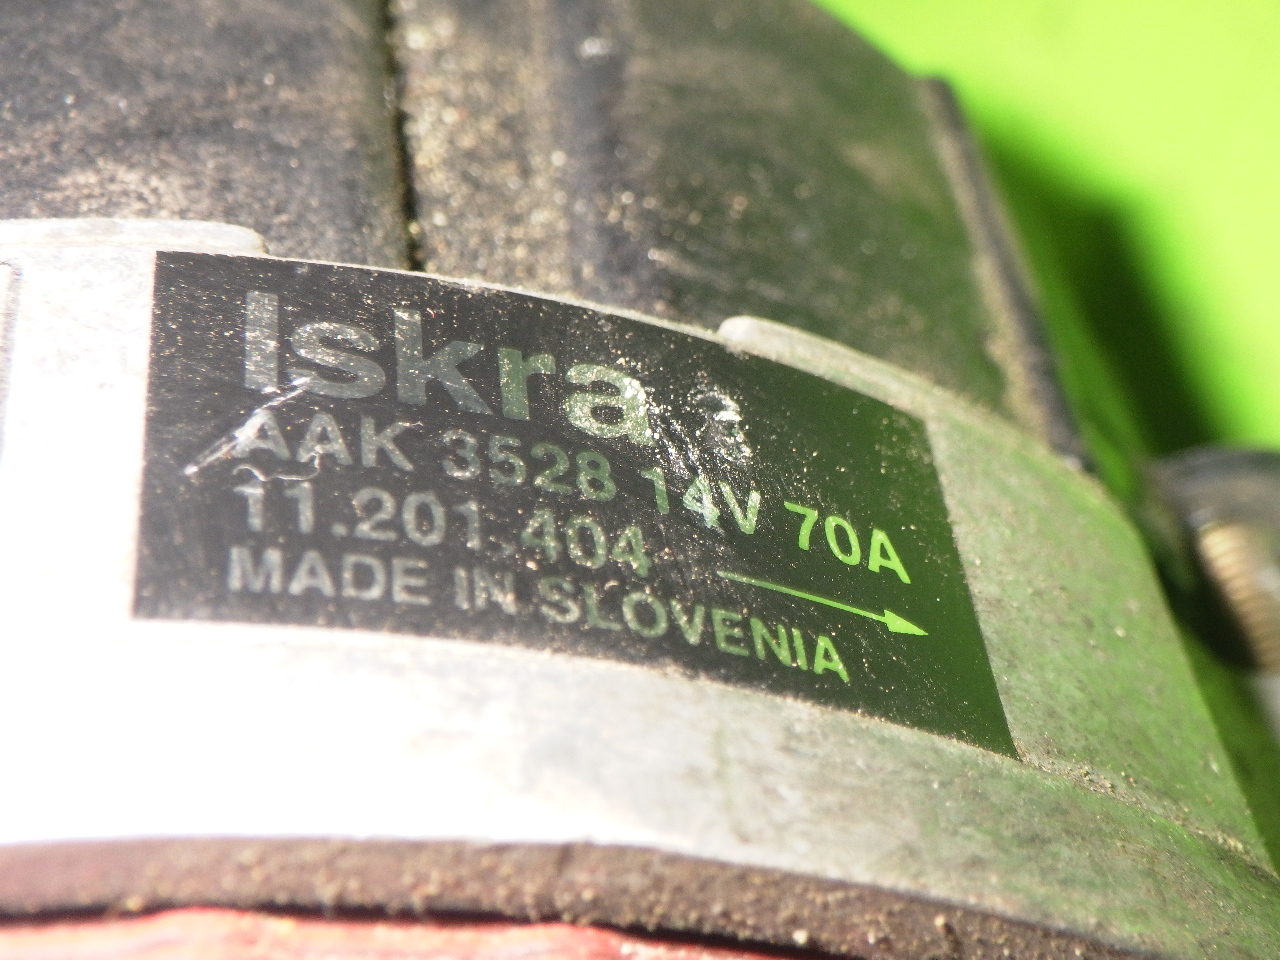 Iskra
AAK 3528 14V 70A
11.201.404
MADE IN SLOVENIA